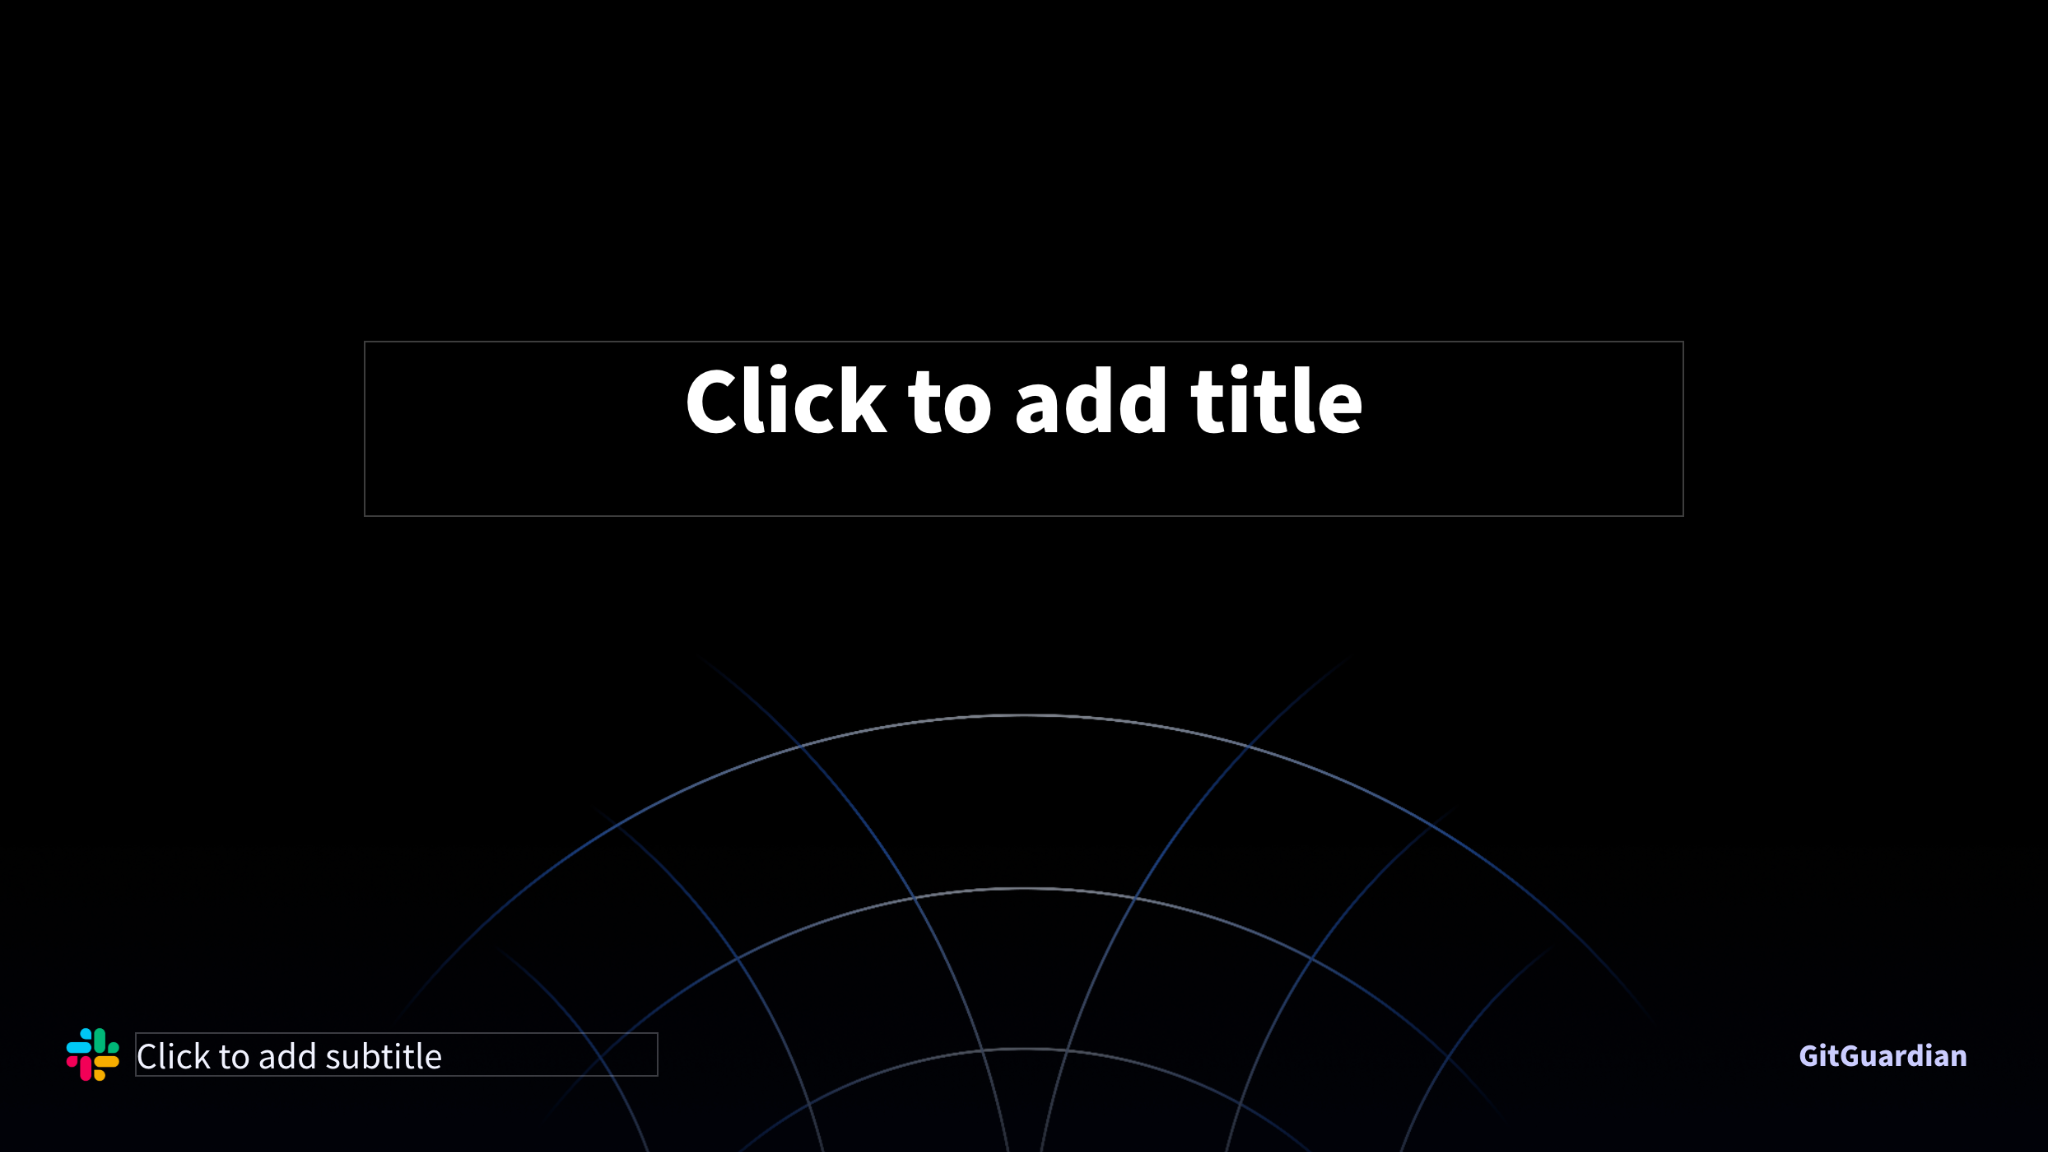 Click to add title
Click to add subtitle
GitGuardian